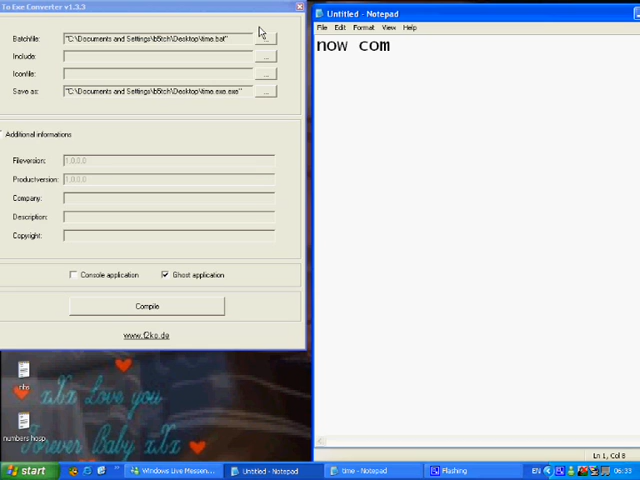 To Exe Converter v1.3.3
Batchfile: "C:\Documents and Settings\b5tch\Desktop\time.bat" ...
Include: ...
Iconfile: ...
Save as: "C:\Documents and Settings\b5tch\Desktop\time.exe.exe" ...
Additional informations
Fileversion: 1.0.0.0
Productversion: 1.0.0.0
Company:
Description:
Copyright:
Console application
Ghost application
Compile
www.f2ko.de
Untitled - Notepad
File Edit Format View Help
now com
Ln 1, Col 8
xXx Love you
Forever Baby xXx
numbers hosp
start
Windows Live Messen...
Untitled - Notepad
time - Notepad
Flashing
EN
06:33